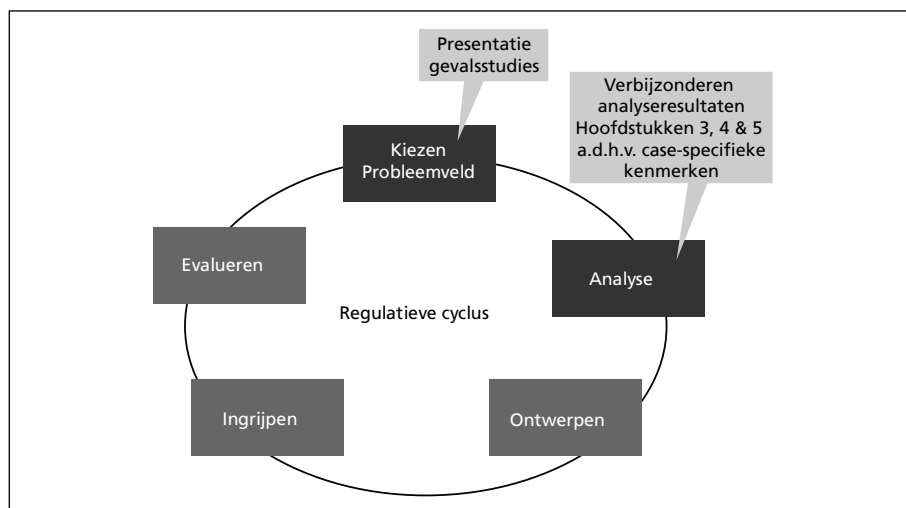 Presentatie
gevalsstudies
Verbijzonderen
analyseresultaten
Hoofdstukken 3, 4 & 5
a.d.h.v. case-specifieke
kenmerken
Kiezen
Probleemveld
Evalueren
Analyse
Regulatieve cyclus
Ingrijpen
Ontwerpen